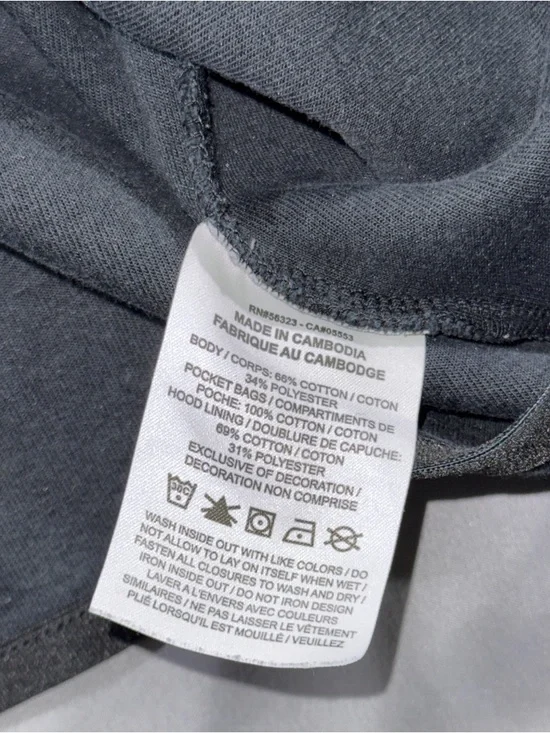 RN#56323 - CA#05553
MADE IN CAMBODIA
FABRIQUE AU CAMBODGE
BODY / CORPS: 66% COTTON / COTON
34% POLYESTER
POCKET BAGS / COMPARTIMENTS DE
POCHE: 100% COTTON / COTON
HOOD LINING / DOUBLURE DE CAPUCHE:
69% COTTON / COTON
31% POLYESTER
EXCLUSIVE OF DECORATION /
DECORATION NON COMPRISE
30C
WASH INSIDE OUT WITH LIKE COLORS / DO
NOT ALLOW TO LAY ON ITSELF WHEN WET /
FASTEN ALL CLOSURES TO WASH AND DRY /
IRON INSIDE OUT / DO NOT IRON DESIGN
LAVER A L'ENVERS AVEC COULEURS
SIMILAIRES / NE PAS LAISSER LE VÊTEMENT
PLIÉ LORSQU'IL EST MOUILLÉ / VEUILLEZ